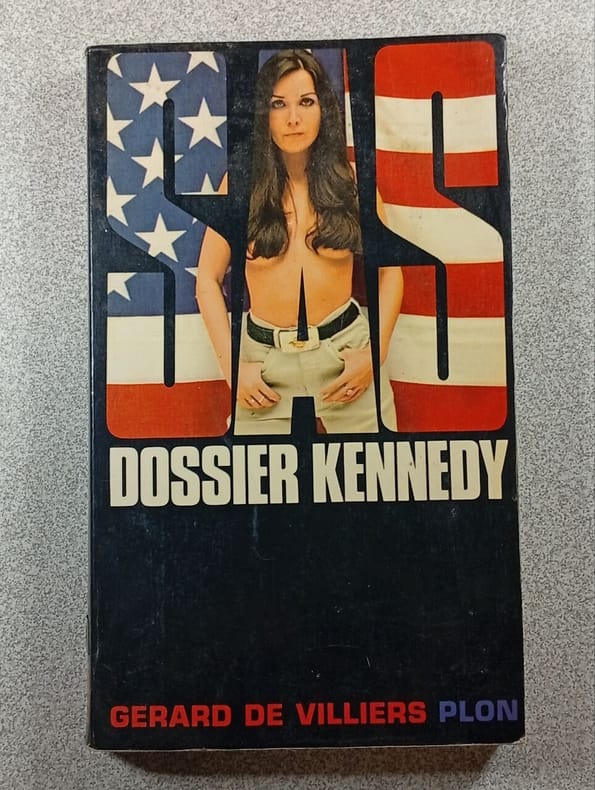 SAS
DOSSIER KENNEDY
GERARD DE VILLIERS PLON